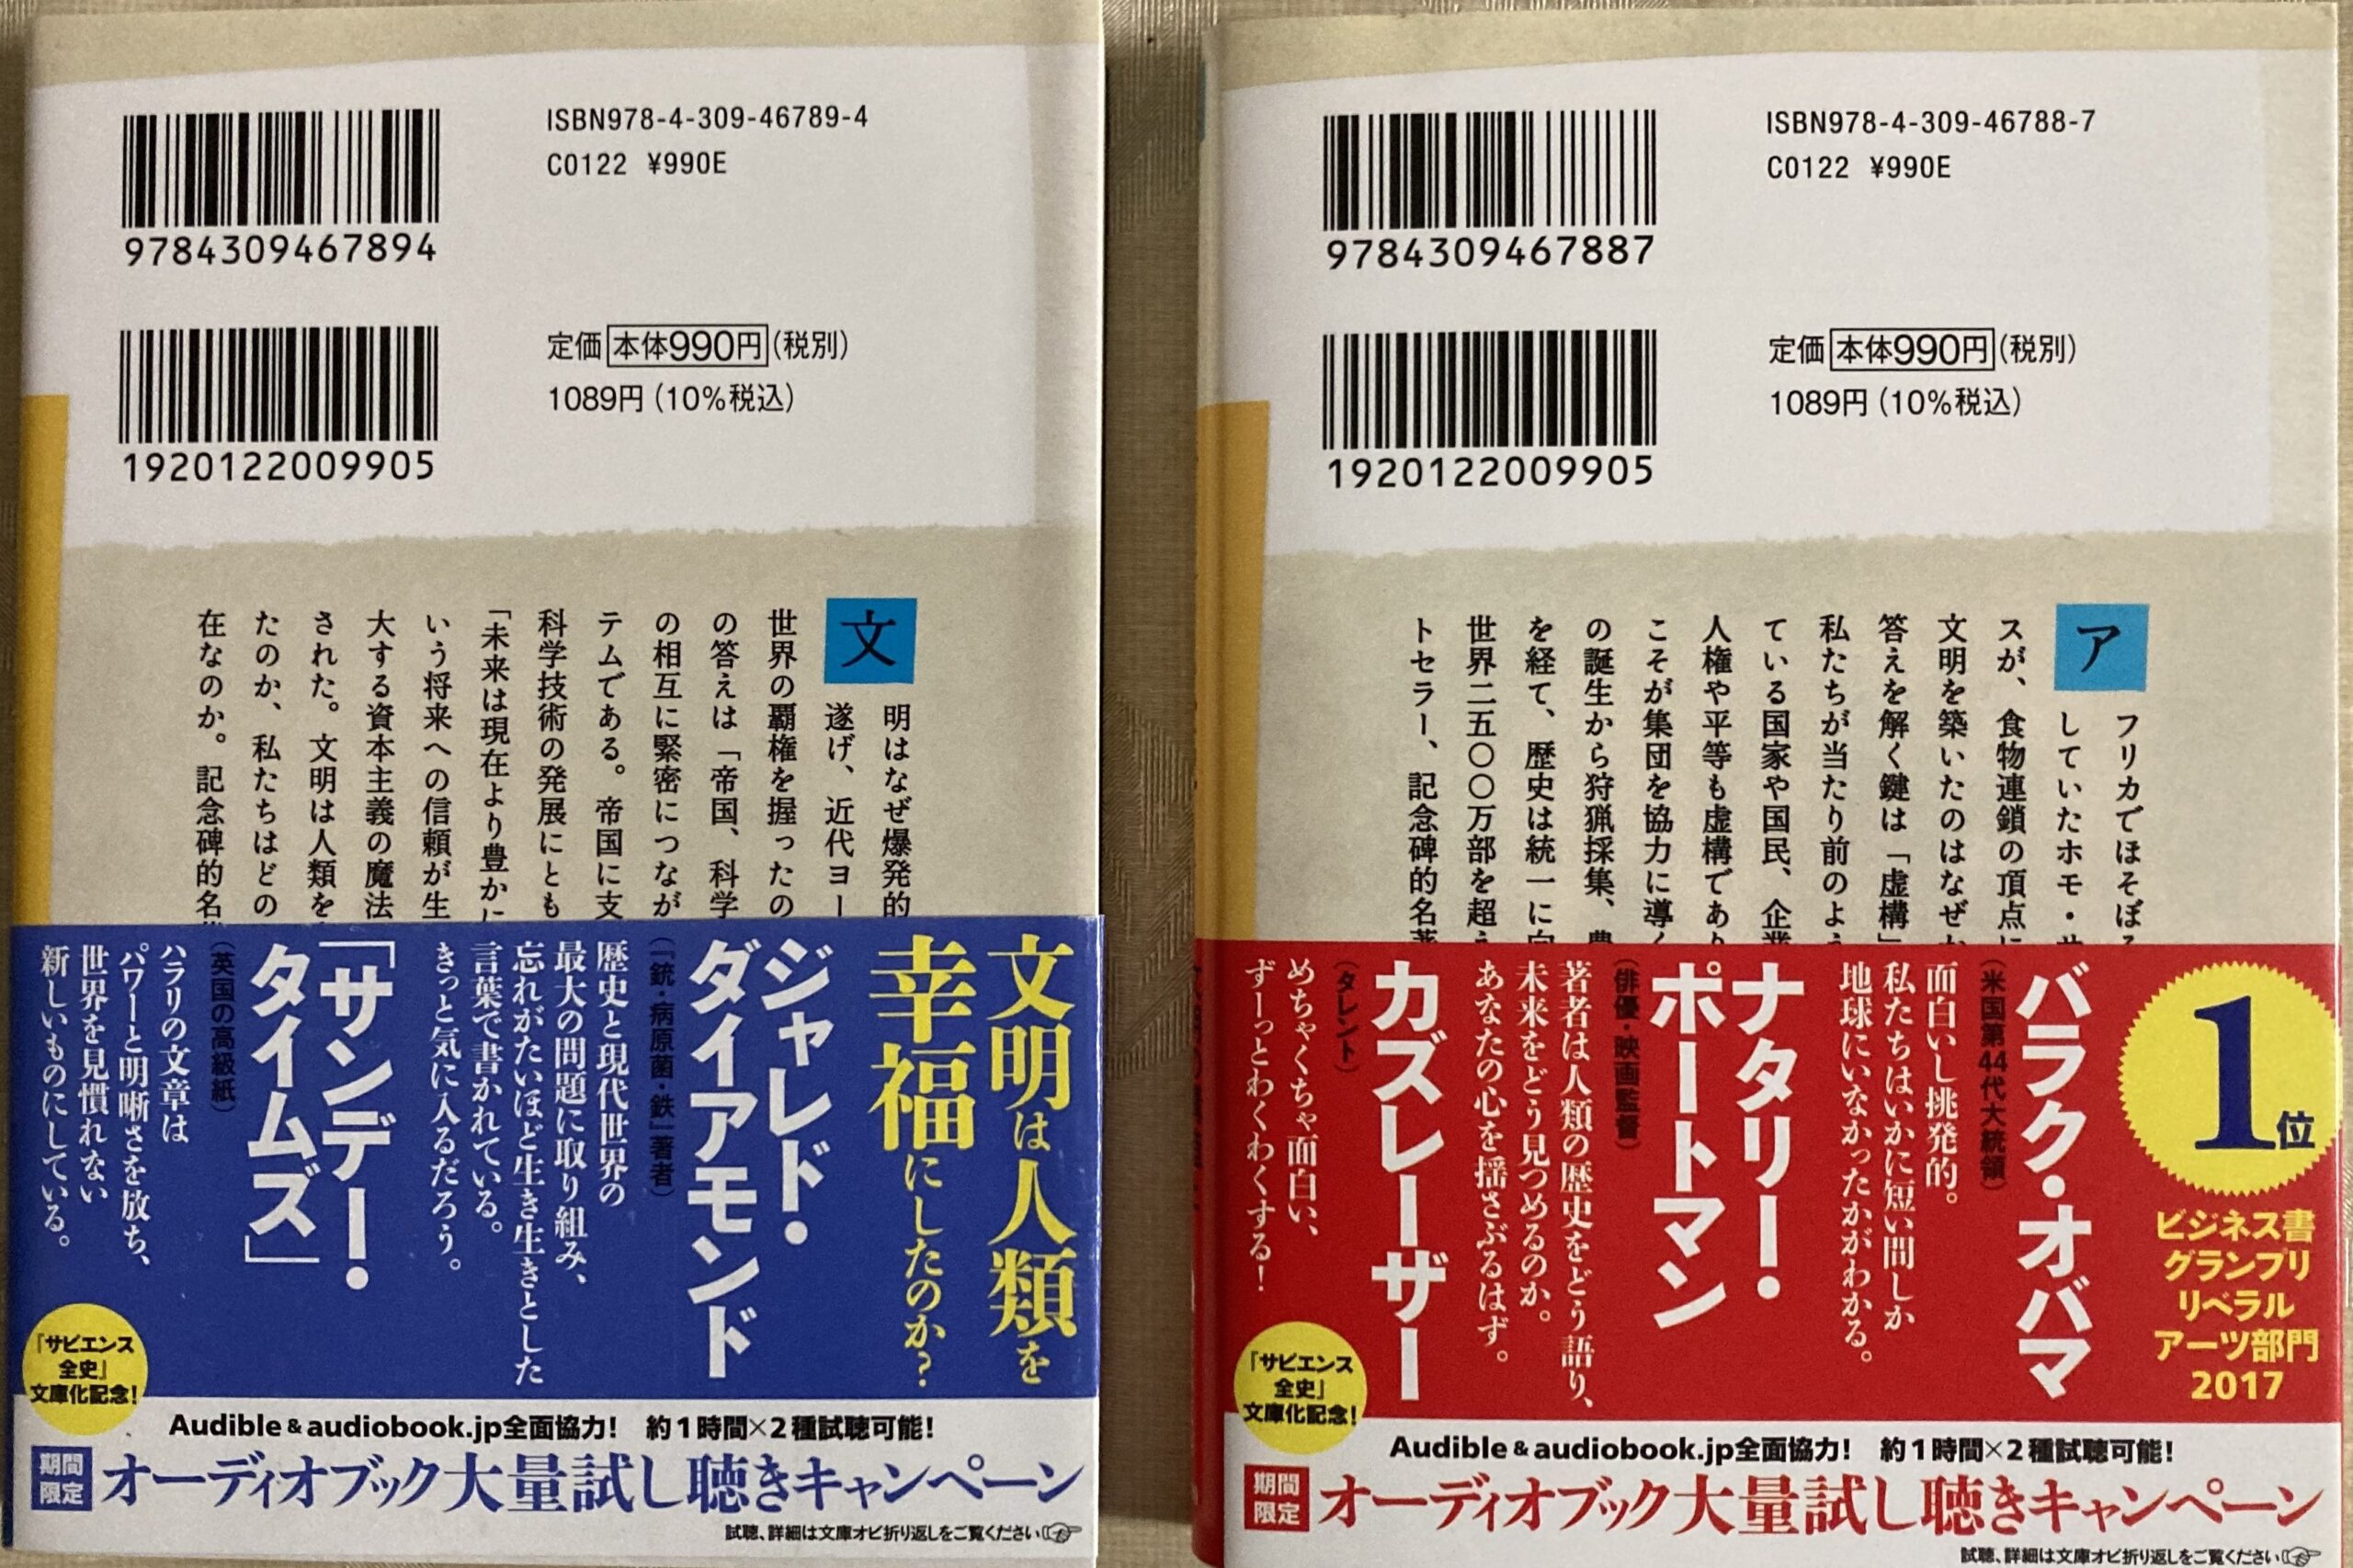 9784309467894
ISBN978-4-309-46789-4
C0122 ¥990E
1920122009905
定価 本体990円(税別)
1089円(10%税込)
文
明はなぜ爆発的
遂げ、近代ヨー
世界の覇権を握ったの
の答えは「帝国、科学
の相互に緊密につなが
テムである。帝国に支
科学技術の発展にとも
「未来は現在より豊かに
いう将来への信頼が生
大する資本主義の魔法
された。文明は人類を
たのか、私たちはどの
在なのか。記念碑的名
文明は人類を
幸福にしたのか?
ジャレド・
ダイアモンド
(『銃・病原菌・鉄』著者)
歴史と現代世界の
最大の問題に取り組み、
忘れがたいほど生き生きとした
言葉で書かれている。
きっと気に入るだろう。
「サンデー・
タイムズ」
(英国の高級紙)
ハラリの文章は
パワーと明晰さを放ち、
世界を見慣れない
新しいものにしている。
『サピエンス
全史』
文庫化記念!
Audible&audiobook.jp全面協力! 約1時間×2種試聴可能!
期間
限定
オーディオブック大量試し聴きキャンペーン
試聴、詳細は文庫オビ折り返しをご覧ください
9784309467887
ISBN978-4-309-46788-7
C0122 ¥990E
1920122009905
定価 本体990円(税別)
1089円(10%税込)
ア
フリカでほそぼそ
していたホモ・サ
スが、食物連鎖の頂点に
文明を築いたのはなぜか
答えを解く鍵は「虚構」
私たちが当たり前のよう
ている国家や国民、企業
人権や平等も虚構であり
こそが集団を協力に導く
の誕生から狩猟採集、農
を経て、歴史は統一に向
世界二五〇〇万部を超え
トセラー、記念碑的名著
1位
ビジネス書
グランプリ
リベラル
アーツ部門
2017
バラク・オバマ
(米国第44代大統領)
面白いし挑発的。
私たちはいかに短い間しか
地球にいなかったかがわかる。
ナタリー・
ポートマン
(俳優・映画監督)
著者は人類の歴史をどう語り、
未来をどう見つめるのか。
あなたの心を揺さぶるはず。
カズレーザー
(タレント)
めちゃくちゃ面白い、
ずーっとわくわくする!
『サピエンス
全史』
文庫化記念!
Audible&audiobook.jp全面協力! 約1時間×2種試聴可能!
期間
限定
オーディオブック大量試し聴きキャンペーン
試聴、詳細は文庫オビ折り返しをご覧ください